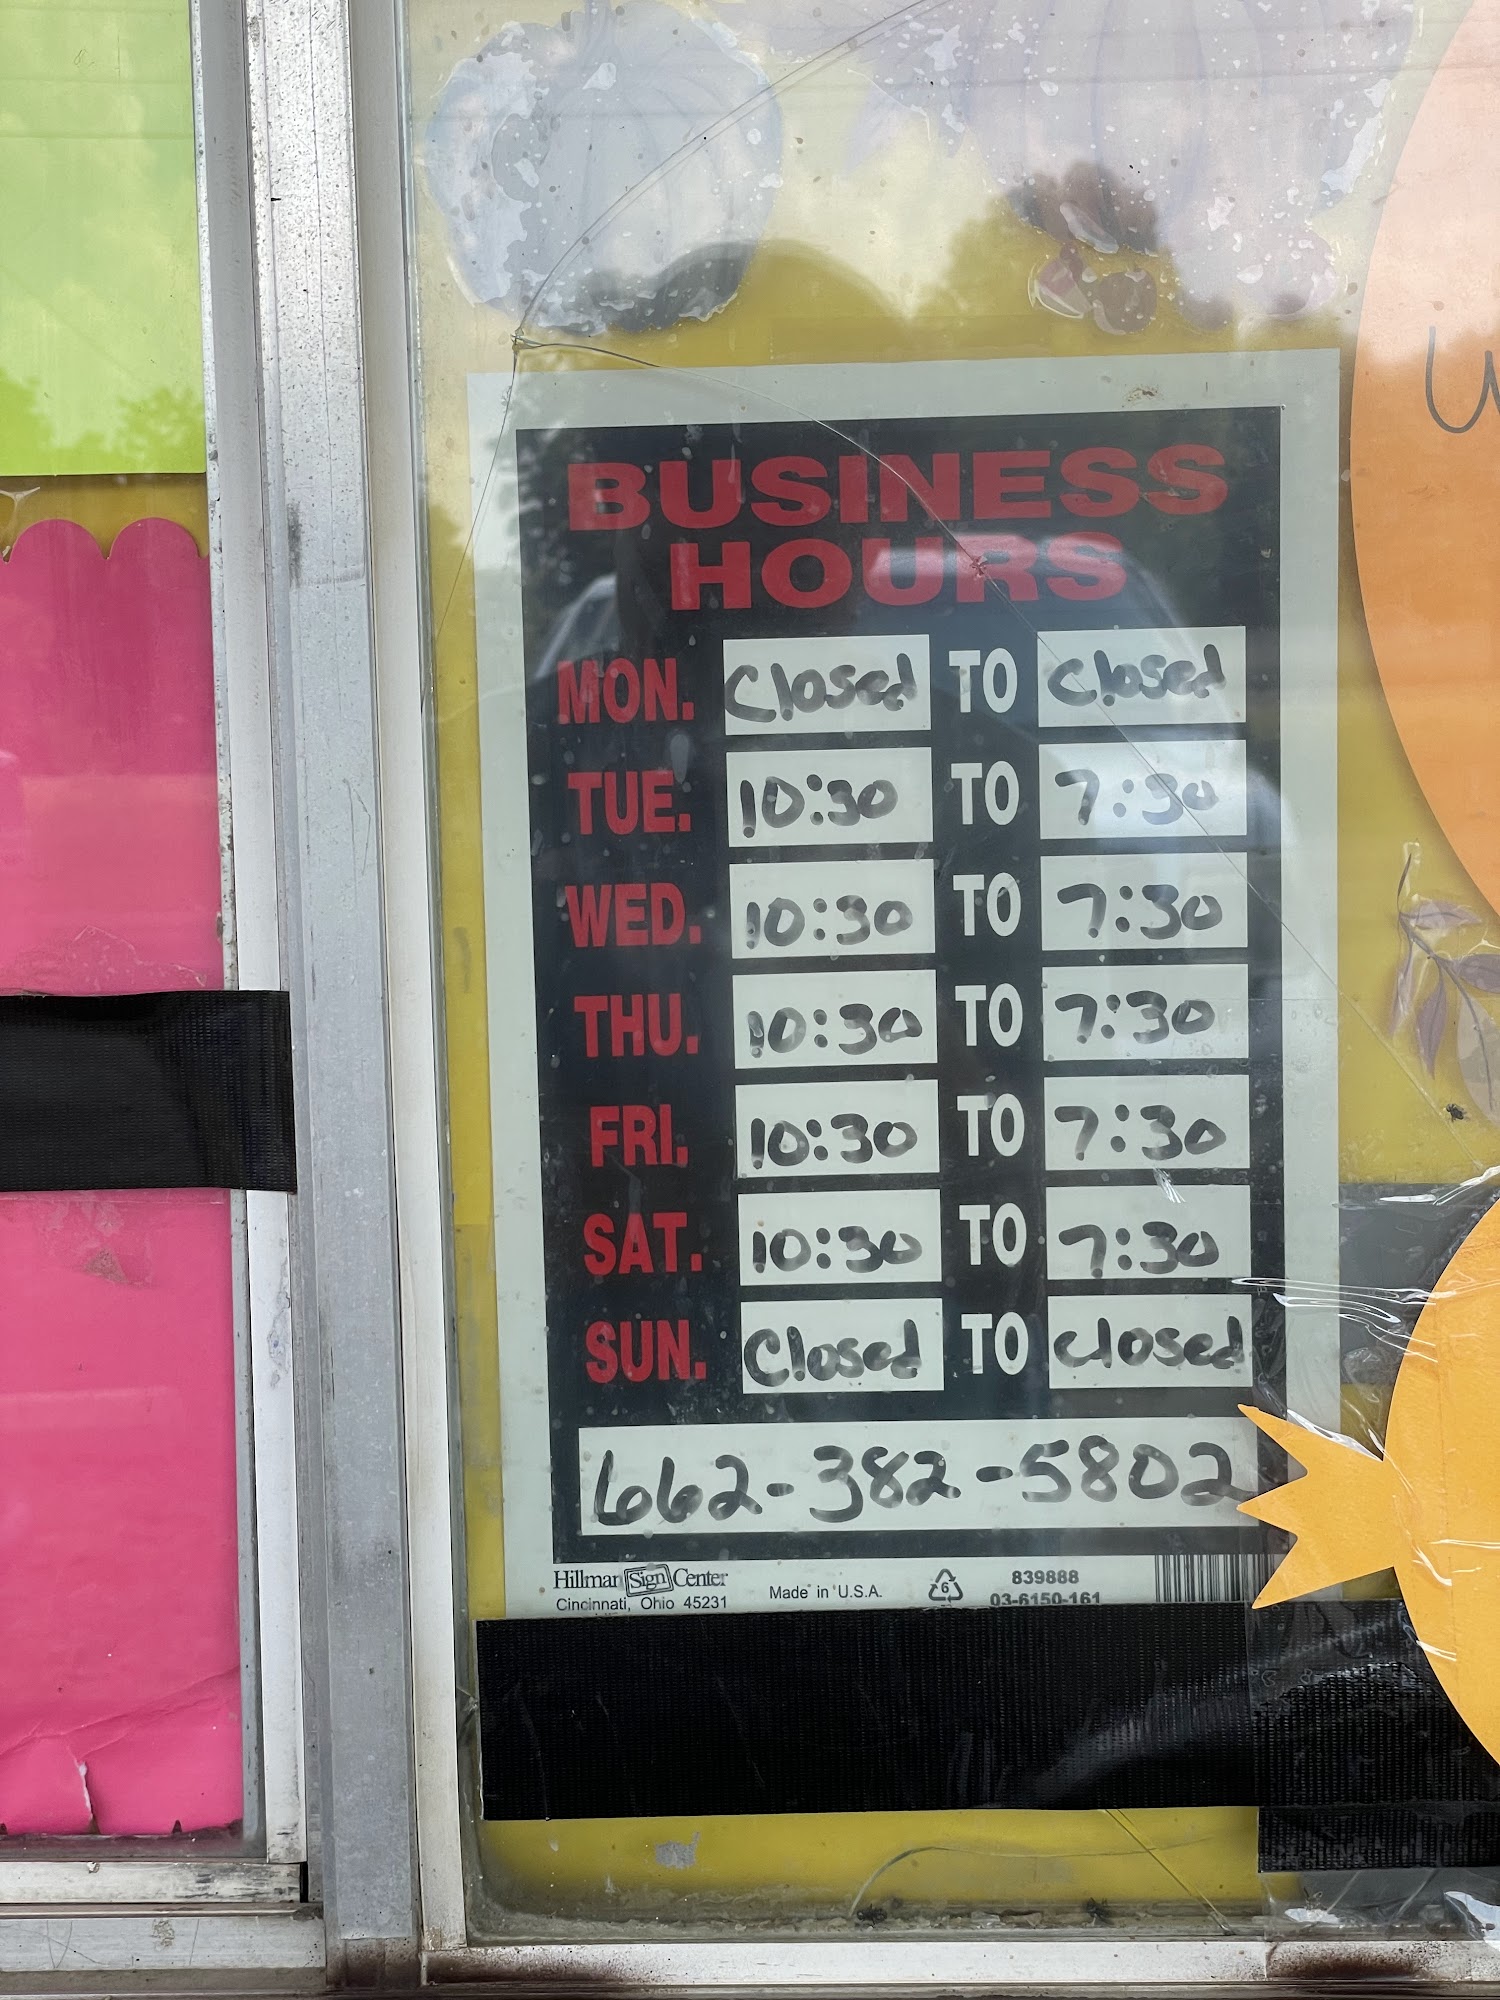 BUSINESS
HOURS
MON. Closed TO Closed
TUE. 10:30 TO 7:30
WED. 10:30 TO 7:30
THU. 10:30 TO 7:30
FRI. 10:30 TO 7:30
SAT. 10:30 TO 7:30
SUN. Closed TO closed
662-382-5802
Hillman Sign Center
Cincinnati, Ohio 45231
Made in U.S.A.
6
839888
03-6150-161